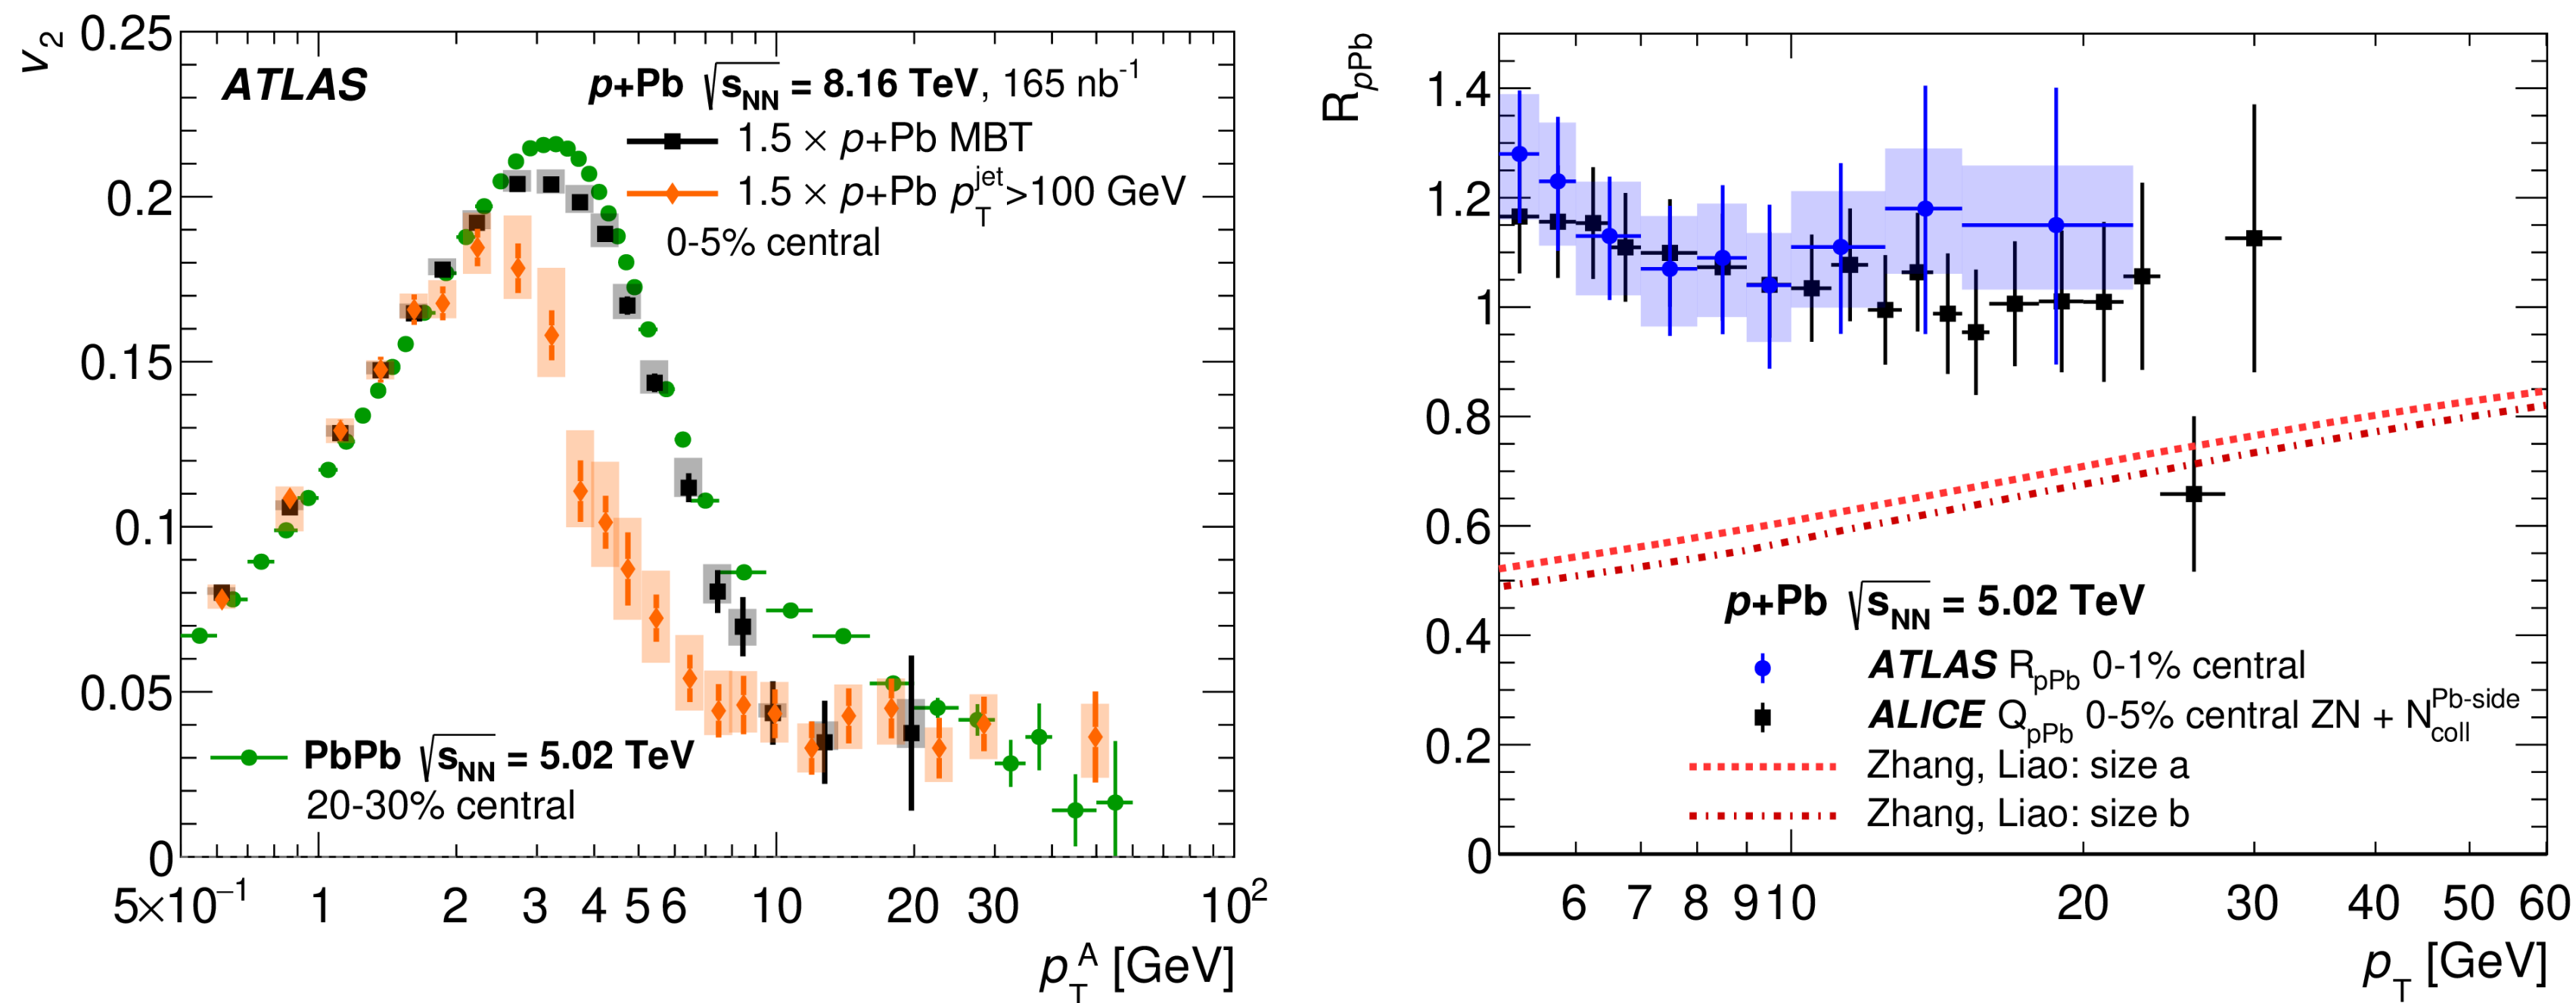 v₂
0.25
0.2
0.15
0.1
0.05
0
ATLAS
p+Pb √sNN = 8.16 TeV, 165 nb⁻¹
1.5 × p+Pb MBT
1.5 × p+Pb pTjet >100 GeV
0-5% central
PbPb √sNN = 5.02 TeV
20-30% central
5×10⁻¹ 1 2 3 4 5 6 10 20 30 10²
pTA [GeV]
RpPb
1.4
1.2
1
0.8
0.6
0.4
0.2
0
p+Pb √sNN = 5.02 TeV
ATLAS RpPb 0-1% central
ALICE QpPb 0-5% central ZN + NcollPb-side
Zhang, Liao: size a
Zhang, Liao: size b
6 7 8 9 10 20 30 40 50 60
pT [GeV]